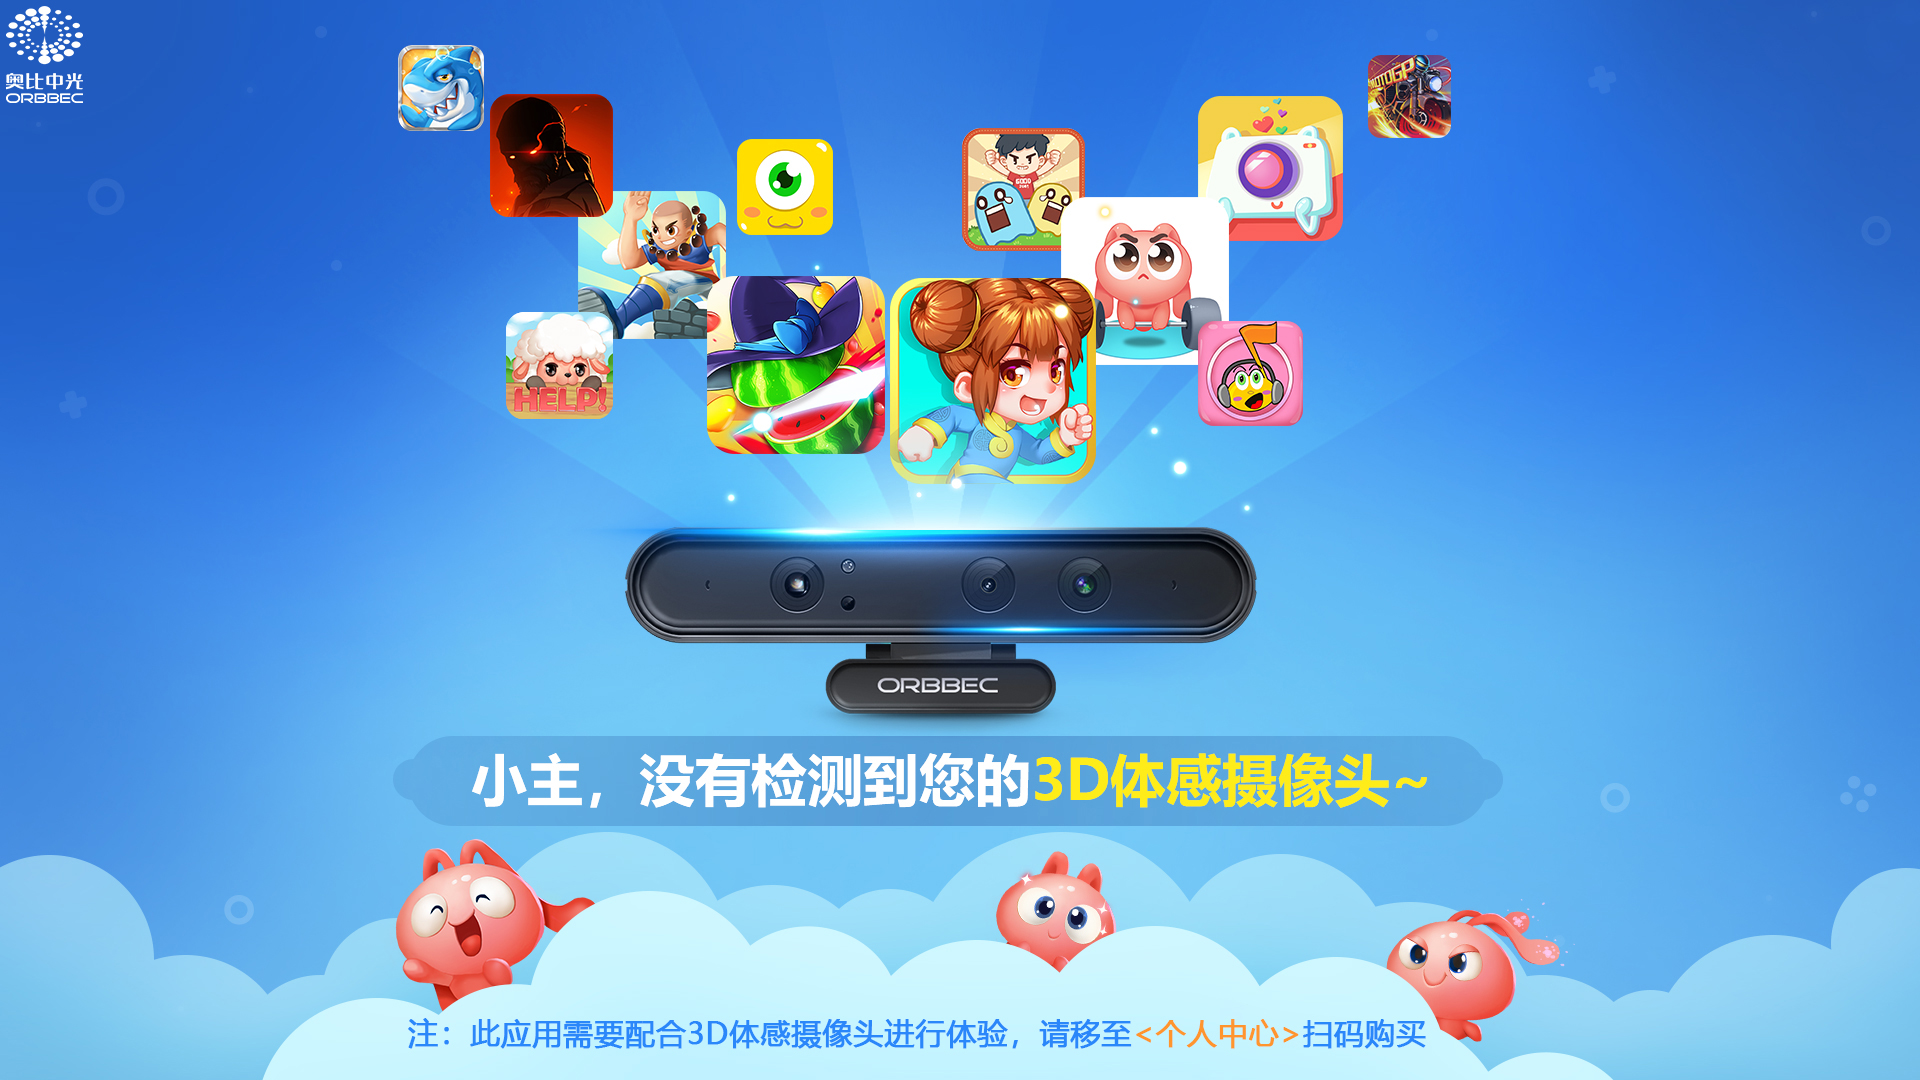 奥比中光
ORBBEC
MOTOGP
GOOD
HELP!
ORBBEC
小主，没有检测到您的3D体感摄像头~
注：此应用需要配合3D体感摄像头进行体验，请移至<个人中心>扫码购买